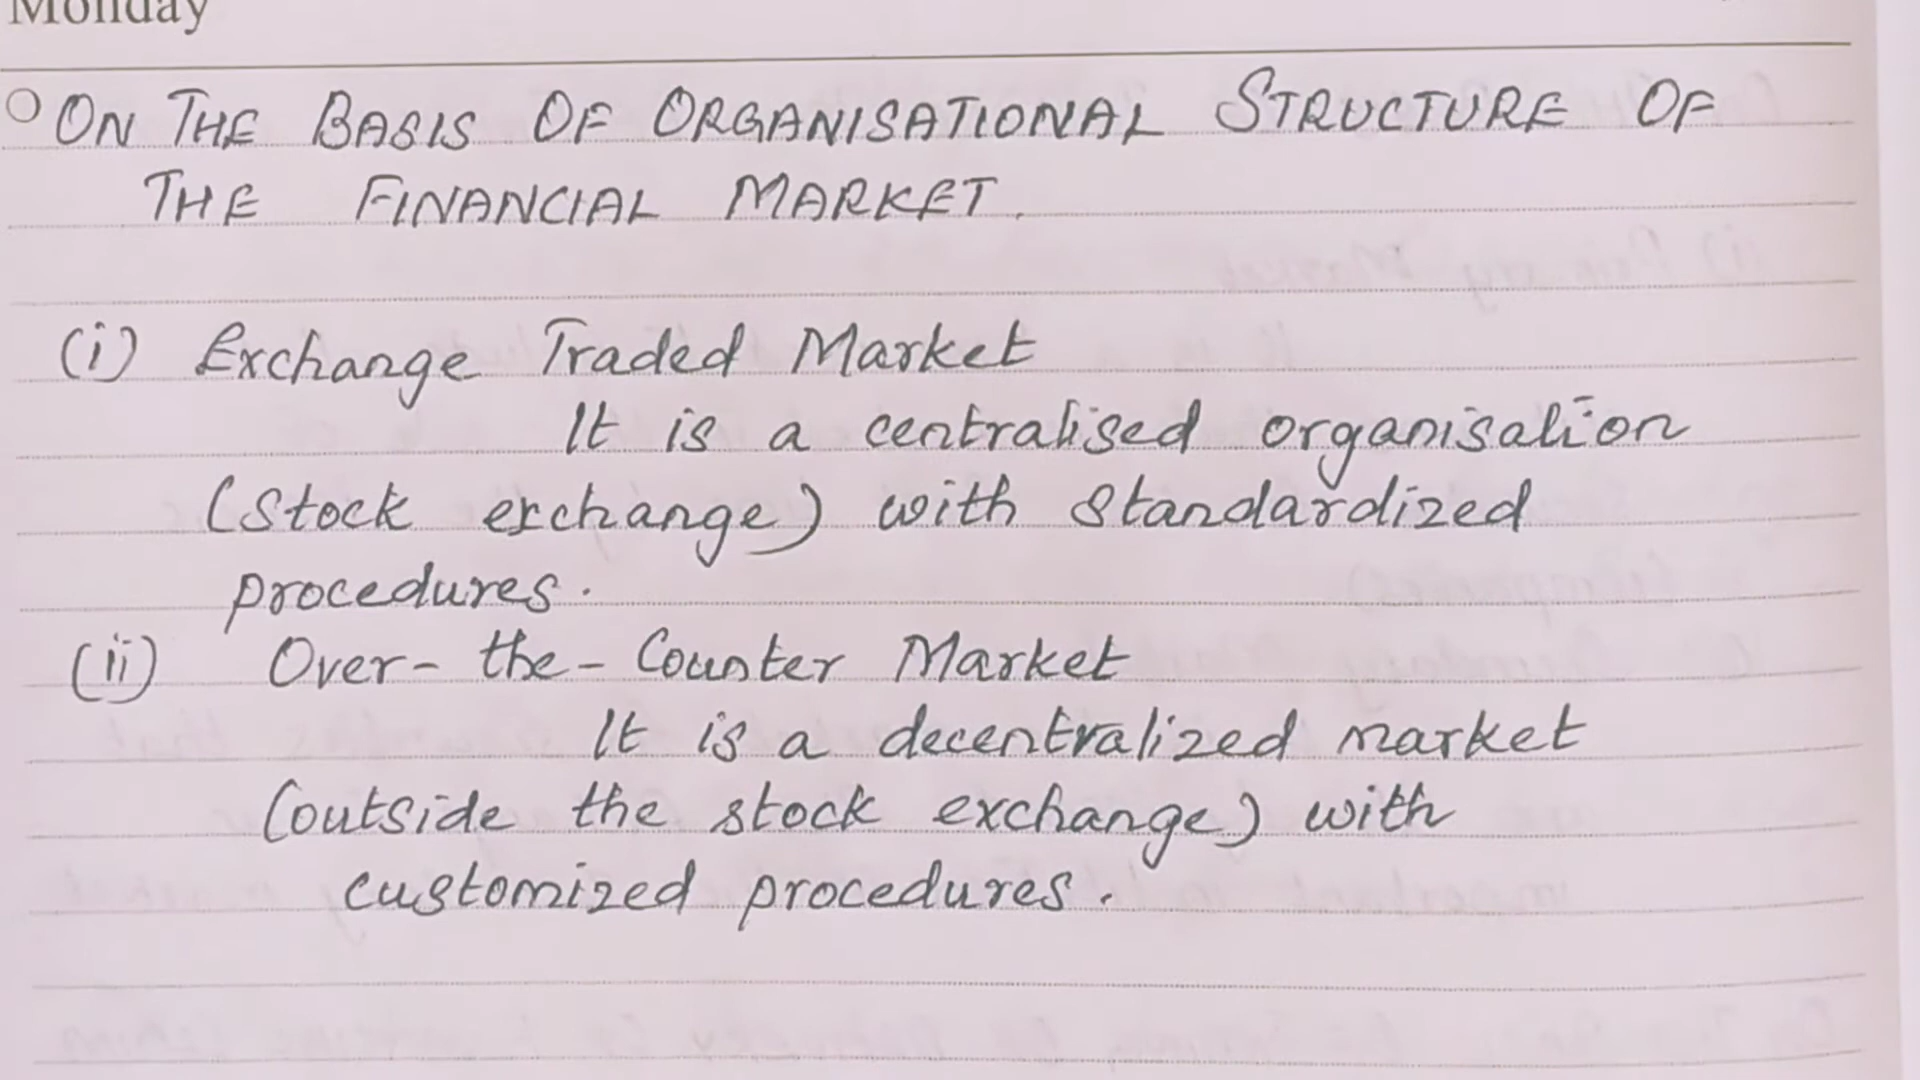 Monday
ON THE BASIS OF ORGANISATIONAL STRUCTURE OF
THE FINANCIAL MARKET.
(i) Exchange Traded Market
It is a centralised organisation
(Stock exchange) with standardized
procedures.
(ii) Over-the-Counter Market
It is a decentralized market
(outside the stock exchange) with
customized procedures.